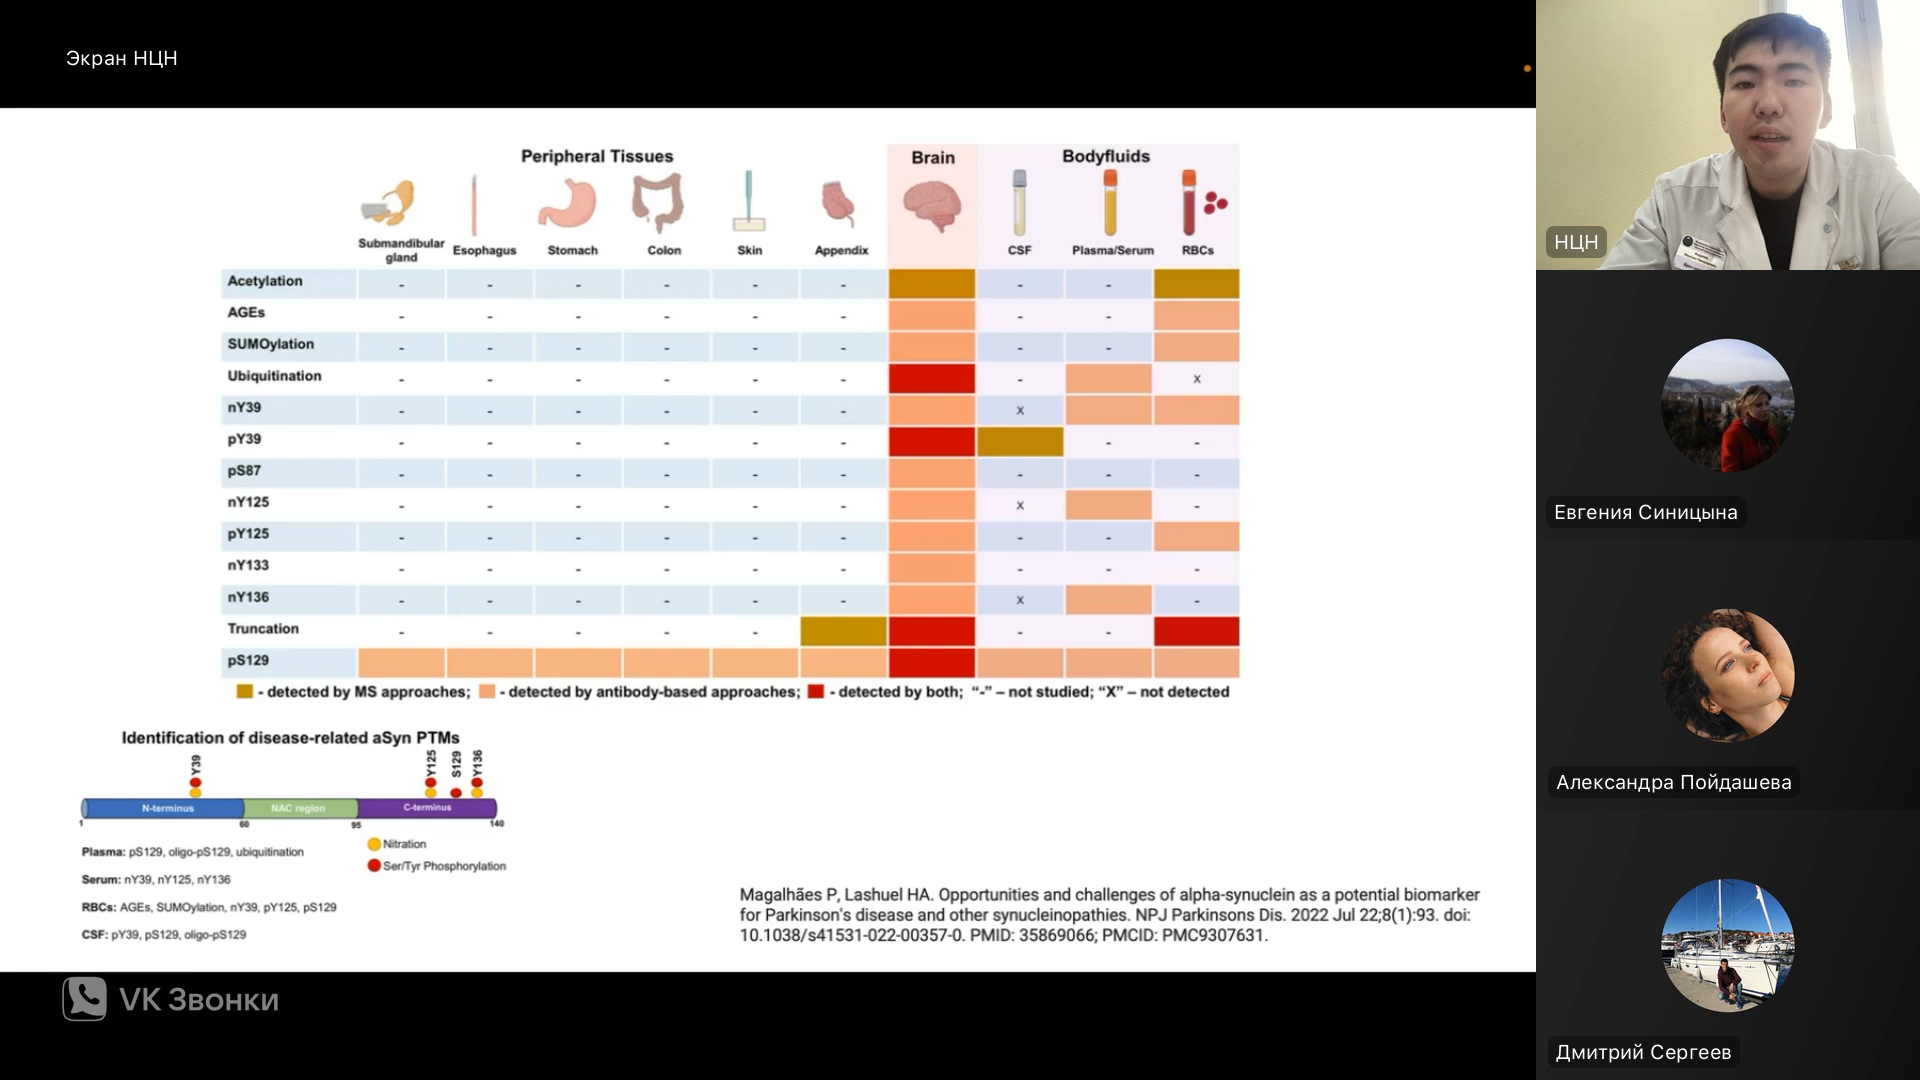 Экран НЦН
Peripheral Tissues Brain Bodyfluids
Submandibular gland Esophagus Stomach Colon Skin Appendix CSF Plasma/Serum RBCs
Acetylation - - - - - - - -
AGEs - - - - - - - -
SUMOylation - - - - - - - -
Ubiquitination - - - - - - - x
nY39 - - - - - - x
pY39 - - - - - - - -
pS87 - - - - - - - - -
nY125 - - - - - - x -
pY125 - - - - - - - -
nY133 - - - - - - - - -
nY136 - - - - - - x -
Truncation - - - - - - -
pS129
- detected by MS approaches; - detected by antibody-based approaches; - detected by both; “-” – not studied; “X” – not detected
Identification of disease-related aSyn PTMs
Y39 Y125 S129 Y136
N-terminus NAC region C-terminus
1 60 95 140
Nitration
Ser/Tyr Phosphorylation
Plasma: pS129, oligo-pS129, ubiquitination
Serum: nY39, nY125, nY136
RBCs: AGEs, SUMOylation, nY39, pY125, pS129
CSF: pY39, pS129, oligo-pS129
Magalhães P, Lashuel HA. Opportunities and challenges of alpha-synuclein as a potential biomarker
for Parkinson's disease and other synucleinopathies. NPJ Parkinsons Dis. 2022 Jul 22;8(1):93. doi:
10.1038/s41531-022-00357-0. PMID: 35869066; PMCID: PMC9307631.
VK Звонки
НЦН
Евгения Синицына
Александра Пойдашева
Дмитрий Сергеев